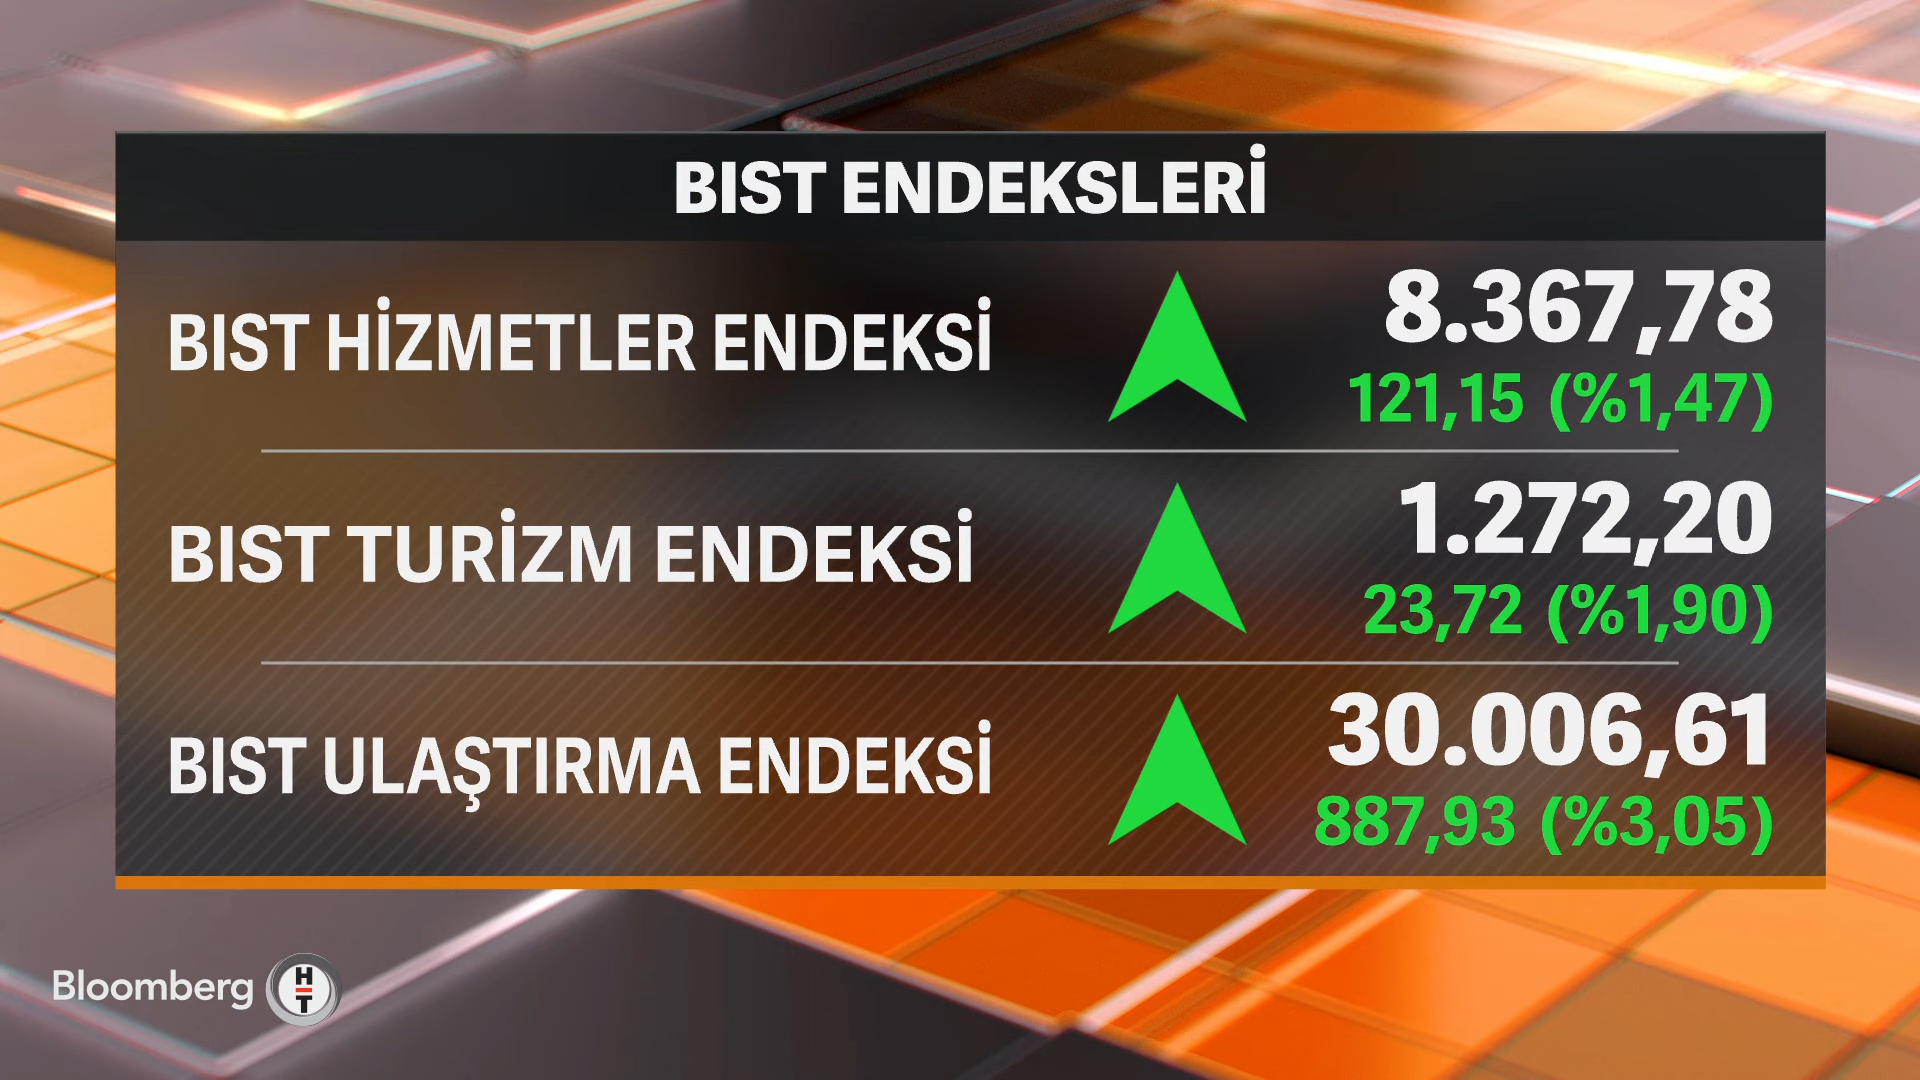 BIST ENDEKSLERİ
BIST HİZMETLER ENDEKSİ
8.367,78
121,15 (%1,47)
BIST TURİZM ENDEKSİ
1.272,20
23,72 (%1,90)
BIST ULAŞTIRMA ENDEKSİ
30.006,61
887,93 (%3,05)
Bloomberg HT